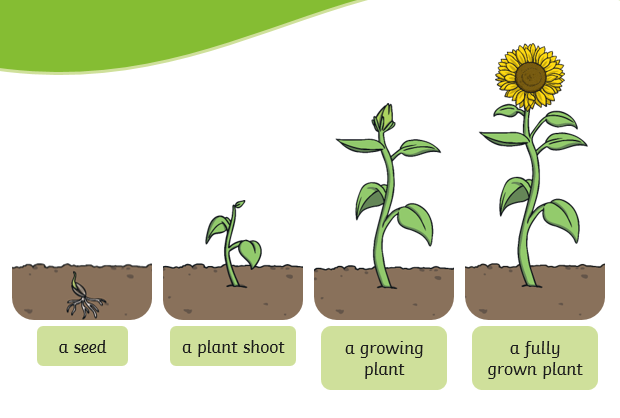 a seed
a plant shoot
a growing
plant
a fully
grown plant